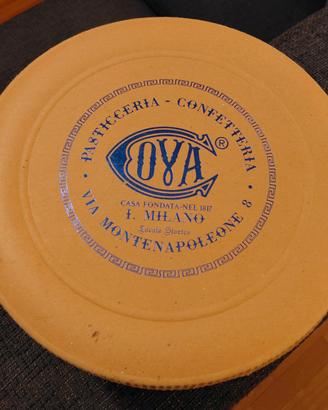 PASTICCERIA - CONFETTERIA
COVA ®
CASA FONDATA NEL 1817
I. MILANO
Locale Storico
VIA MONTENAPOLEONE 8